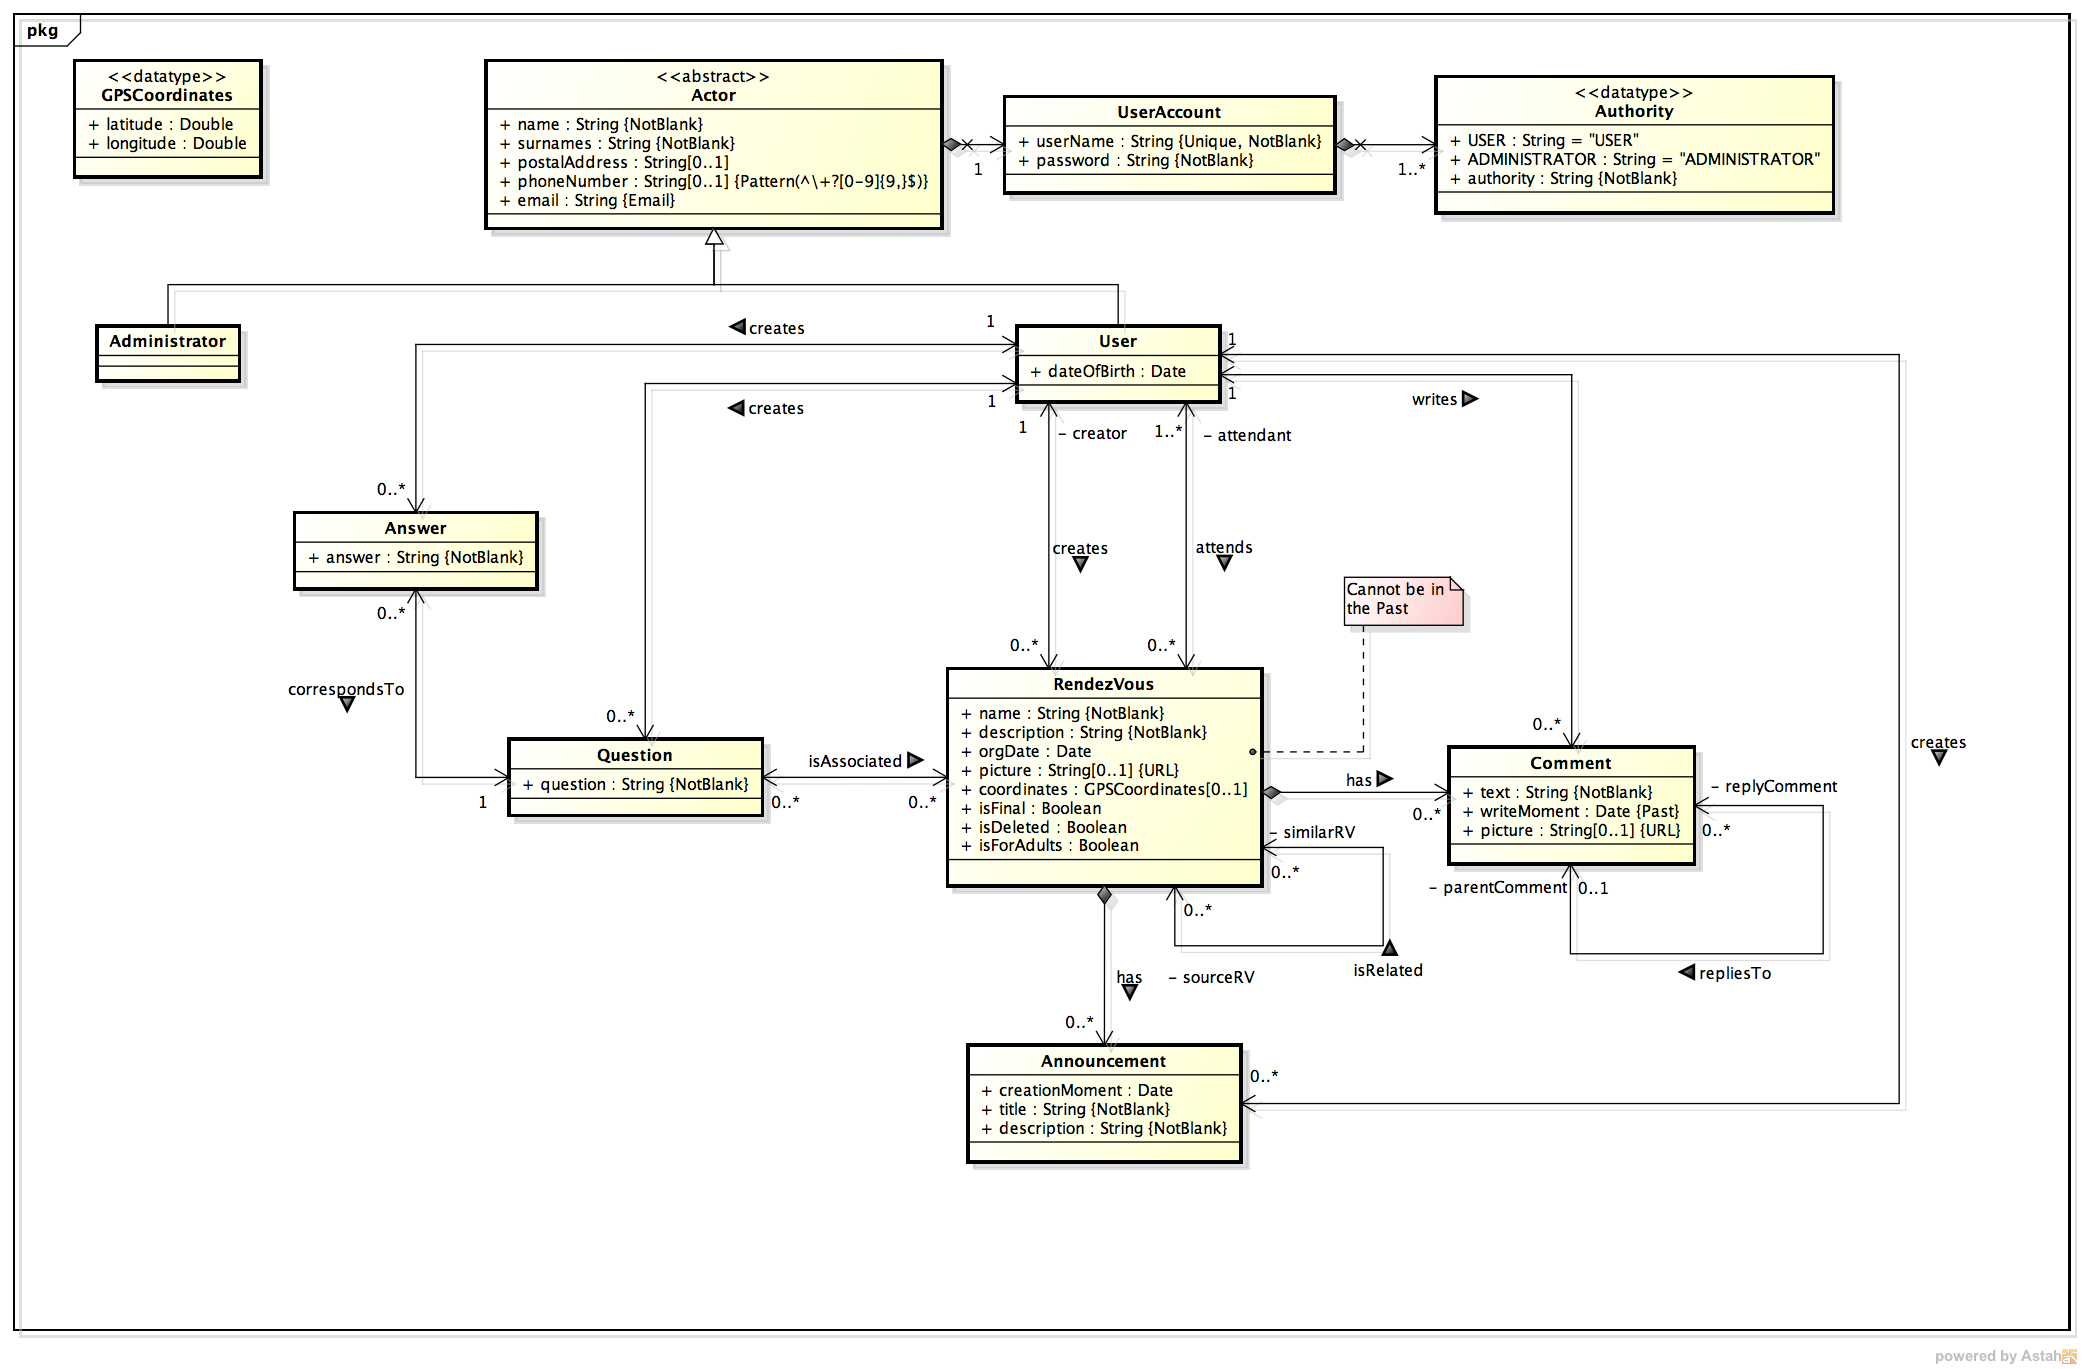 pkg
<<datatype>>
GPSCoordinates
+ latitude : Double
+ longitude : Double
<<abstract>>
Actor
+ name : String {NotBlank}
+ surnames : String {NotBlank}
+ postalAddress : String[0..1]
+ phoneNumber : String[0..1] {Pattern(^\+?[0-9]{9,}$)}
+ email : String {Email}
1
UserAccount
+ userName : String {Unique, NotBlank}
+ password : String {NotBlank}
1..*
<<datatype>>
Authority
+ USER : String = "USER"
+ ADMINISTRATOR : String = "ADMINISTRATOR"
+ authority : String {NotBlank}
Administrator
creates
1
User
+ dateOfBirth : Date
1
creates
1
1
writes
1
- creator
1..*
- attendant
0..*
Answer
+ answer : String {NotBlank}
0..*
creates
attends
Cannot be in
the Past
0..*
0..*
correspondsTo
0..*
RendezVous
+ name : String {NotBlank}
+ description : String {NotBlank}
+ orgDate : Date
+ picture : String[0..1] {URL}
+ coordinates : GPSCoordinates[0..1]
+ isFinal : Boolean
+ isDeleted : Boolean
+ isForAdults : Boolean
Question
+ question : String {NotBlank}
1
isAssociated
0..*
0..*
0..*
creates
has
0..*
Comment
+ text : String {NotBlank}
+ writeMoment : Date {Past}
+ picture : String[0..1] {URL}
- replyComment
0..*
- similarRV
0..*
- parentComment
0..1
0..*
- sourceRV
isRelated
repliesTo
has
0..*
Announcement
+ creationMoment : Date
+ title : String {NotBlank}
+ description : String {NotBlank}
0..*
powered by Astah